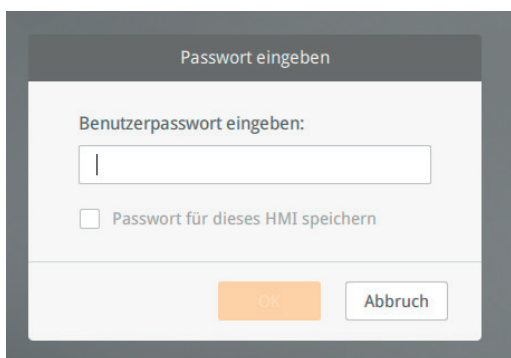 Passwort eingeben
Benutzerpasswort eingeben:
Passwort für dieses HMI speichern
OK
Abbruch